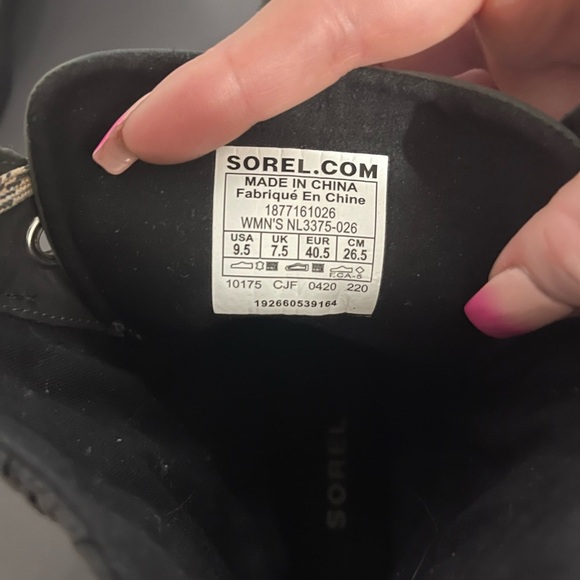 SOREL.COM
MADE IN CHINA
Fabriqué En Chine
1877161026
WMN'S NL3375-026
USA UK EUR CM
9.5 7.5 40.5 26.5
10175 CJF 0420 220
192660539164
SOREL